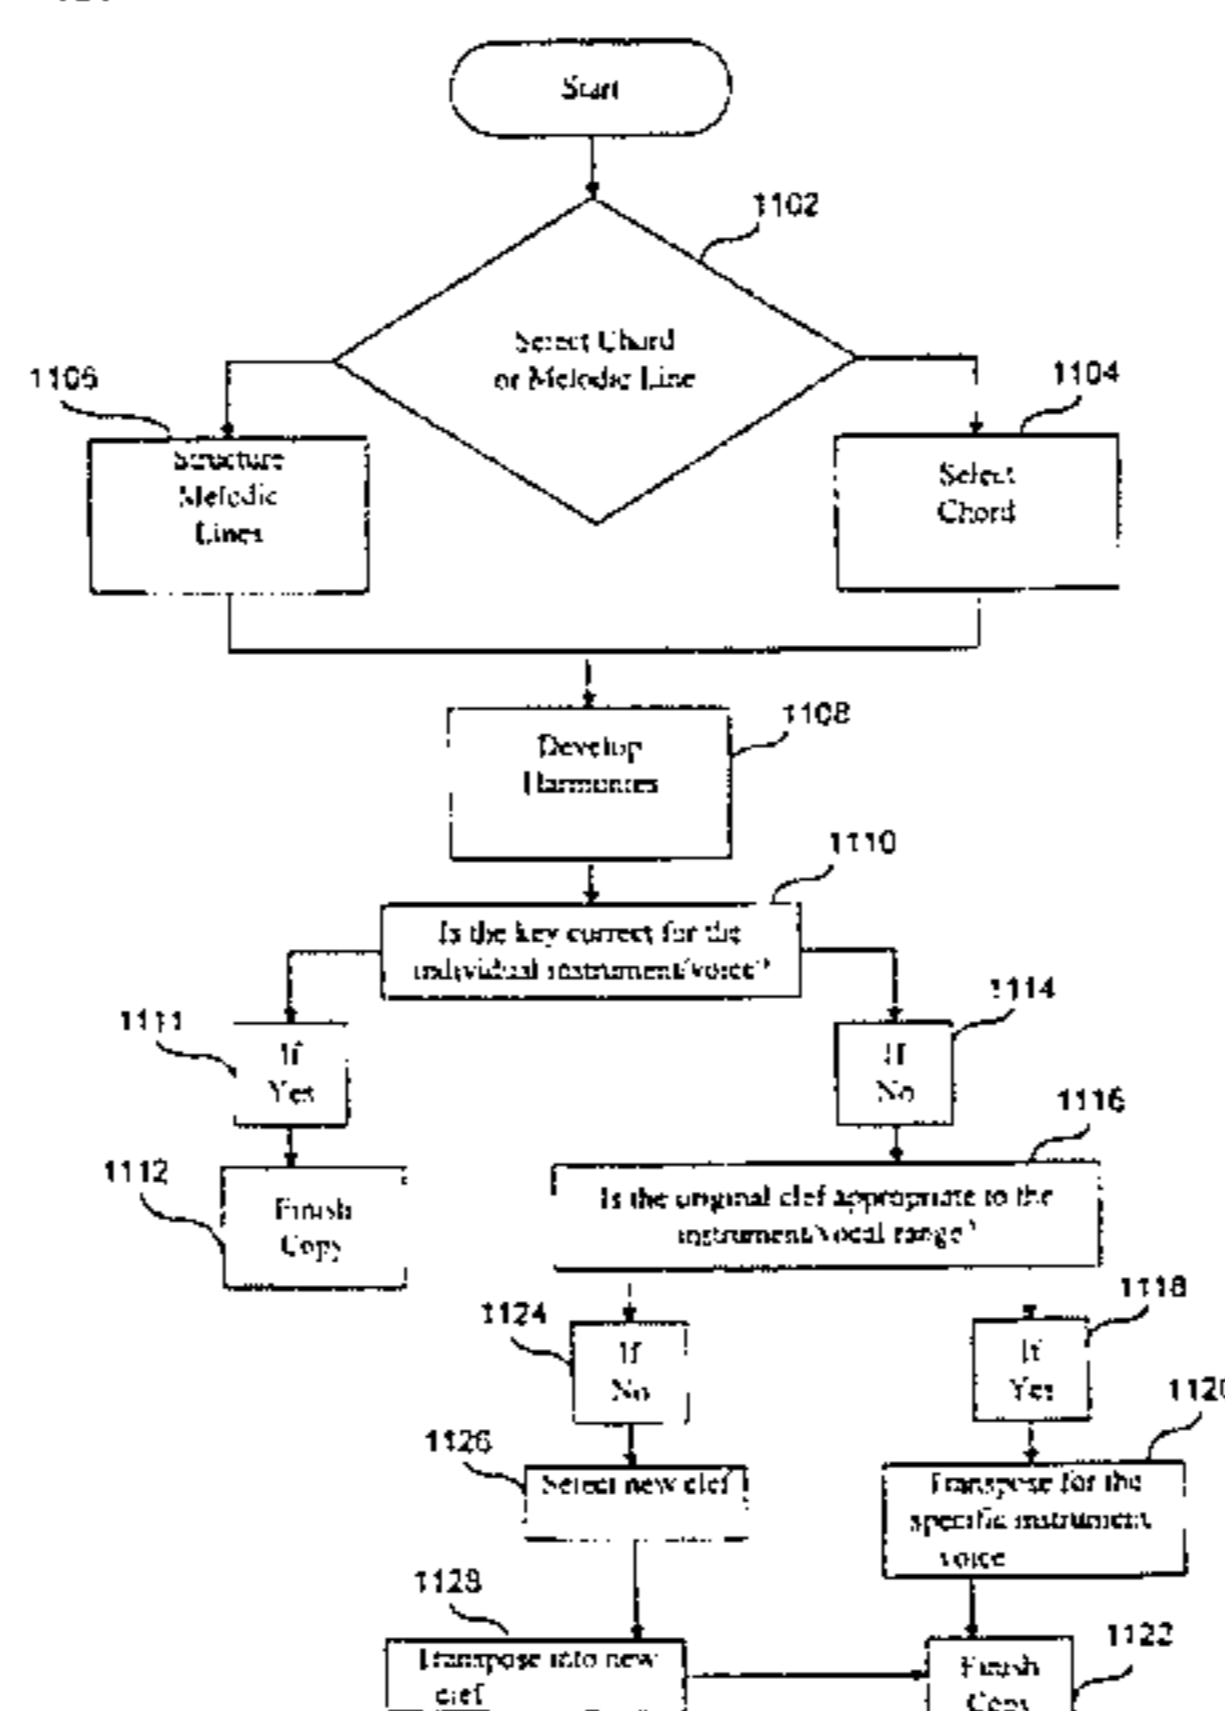 Start
1102
Select Chord
or Melodic Line
1106
1104
Structure
Melodic
Lines
Select
Chord
1108
Develop
Harmonies
1110
Is the key correct for the
individual instrument/voice?
1111
If
Yes
1114
If
No
1112
Finish
Copy
1116
Is the original clef appropriate to the
instrument/vocal range?
1124
If
No
1118
If
Yes
1126
Select new clef
1120
Transpose for the
specific instrument
voice
1128
Transpose into new
clef
1122
Finish
Copy